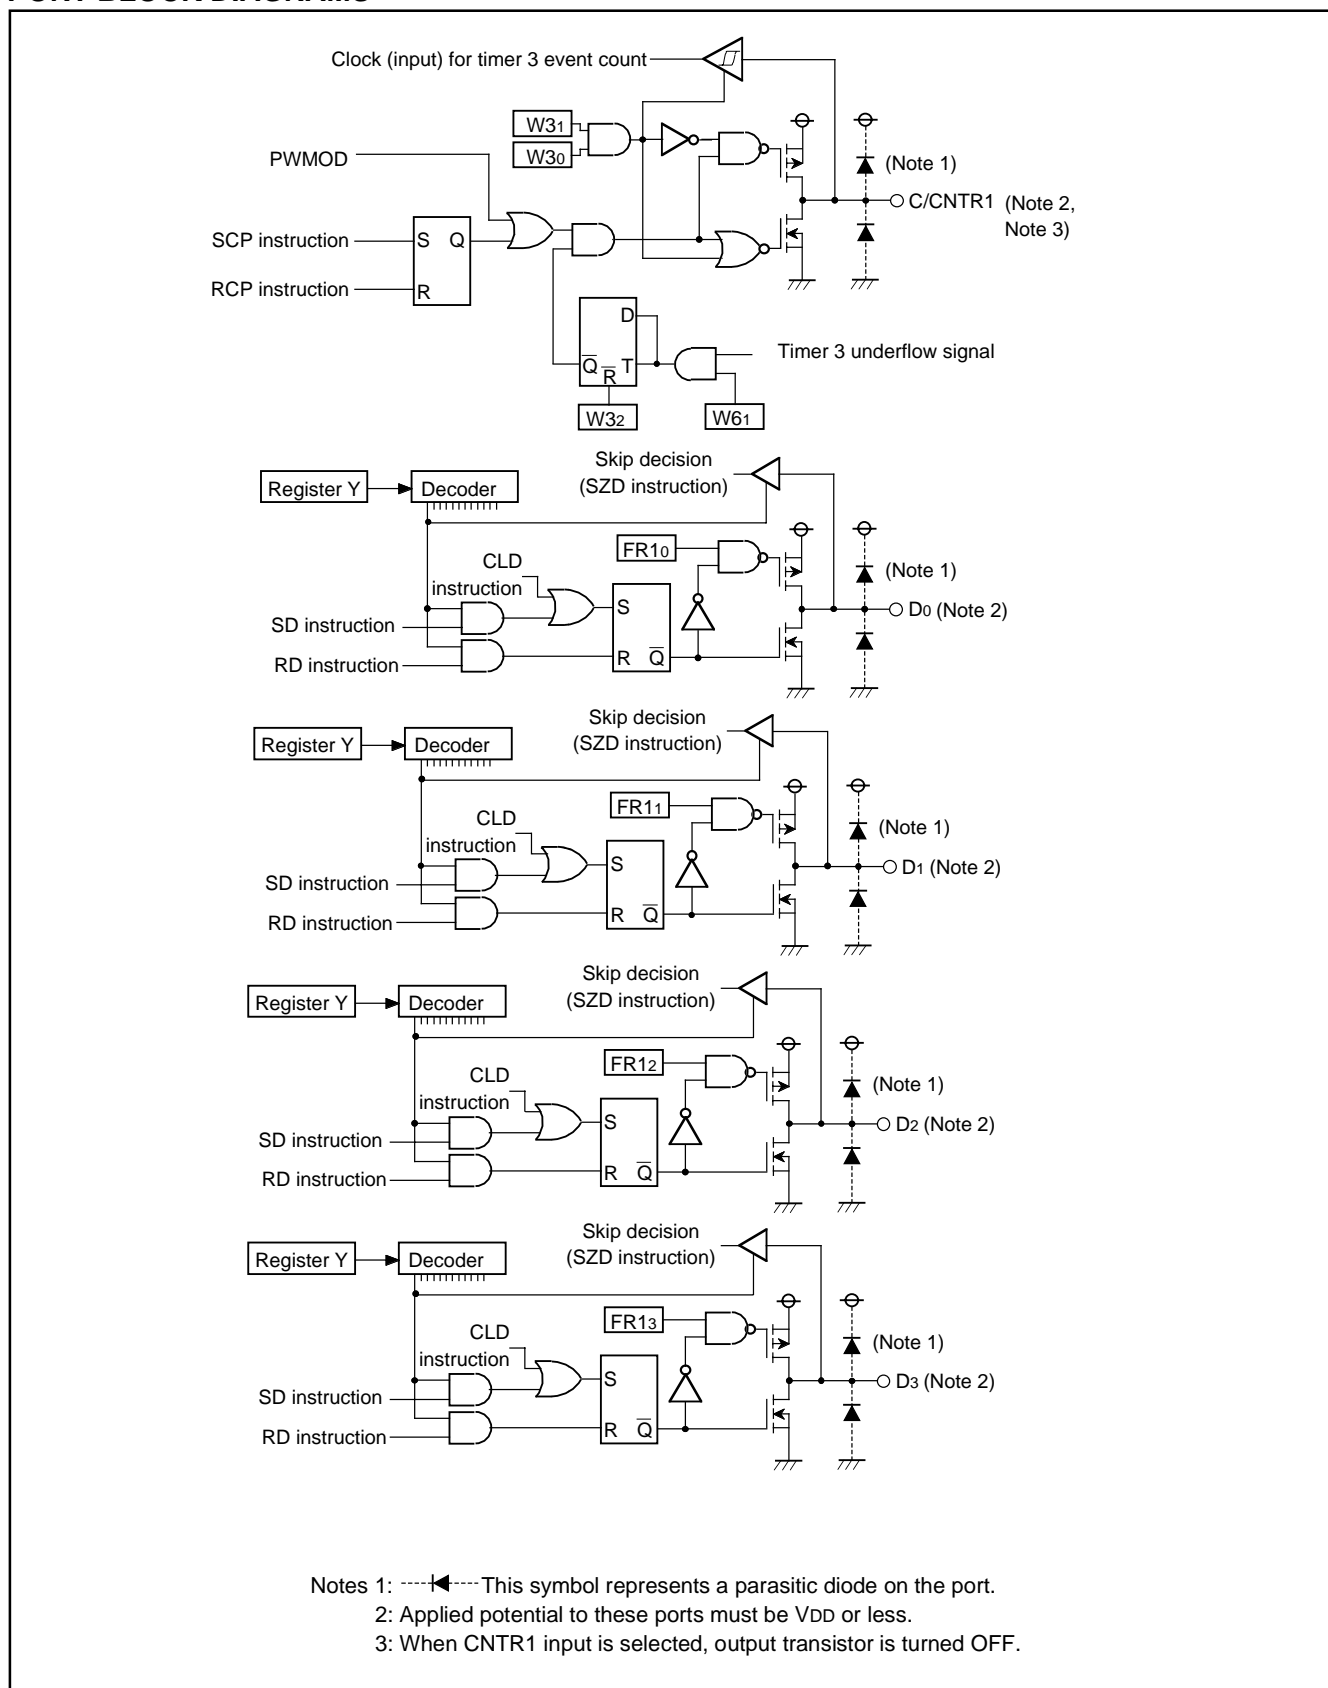 Clock (input) for timer 3 event count
W31
W30
PWMOD
(Note 1)
C/CNTR1 (Note 2,
Note 3)
SCP instruction
S Q
RCP instruction
R
D
Q R T
Timer 3 underflow signal
W32
W61
Skip decision
(SZD instruction)
Register Y
Decoder
FR10
CLD
instruction
(Note 1)
S
D0 (Note 2)
SD instruction
RD instruction
R Q
Skip decision
(SZD instruction)
Register Y
Decoder
FR11
CLD
instruction
(Note 1)
S
D1 (Note 2)
SD instruction
RD instruction
R Q
Skip decision
(SZD instruction)
Register Y
Decoder
FR12
CLD
instruction
(Note 1)
S
D2 (Note 2)
SD instruction
RD instruction
R Q
Skip decision
(SZD instruction)
Register Y
Decoder
FR13
CLD
instruction
(Note 1)
S
D3 (Note 2)
SD instruction
RD instruction
R Q
Notes 1: This symbol represents a parasitic diode on the port.
2: Applied potential to these ports must be VDD or less.
3: When CNTR1 input is selected, output transistor is turned OFF.